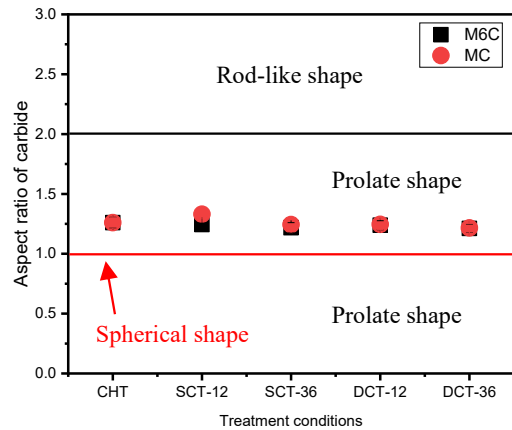 3.0
2.5
2.0
1.5
1.0
0.5
0.0
Aspect ratio of carbide
M6C
MC
Rod-like shape
Prolate shape
Spherical shape
Prolate shape
CHT
SCT-12
SCT-36
DCT-12
DCT-36
Treatment conditions